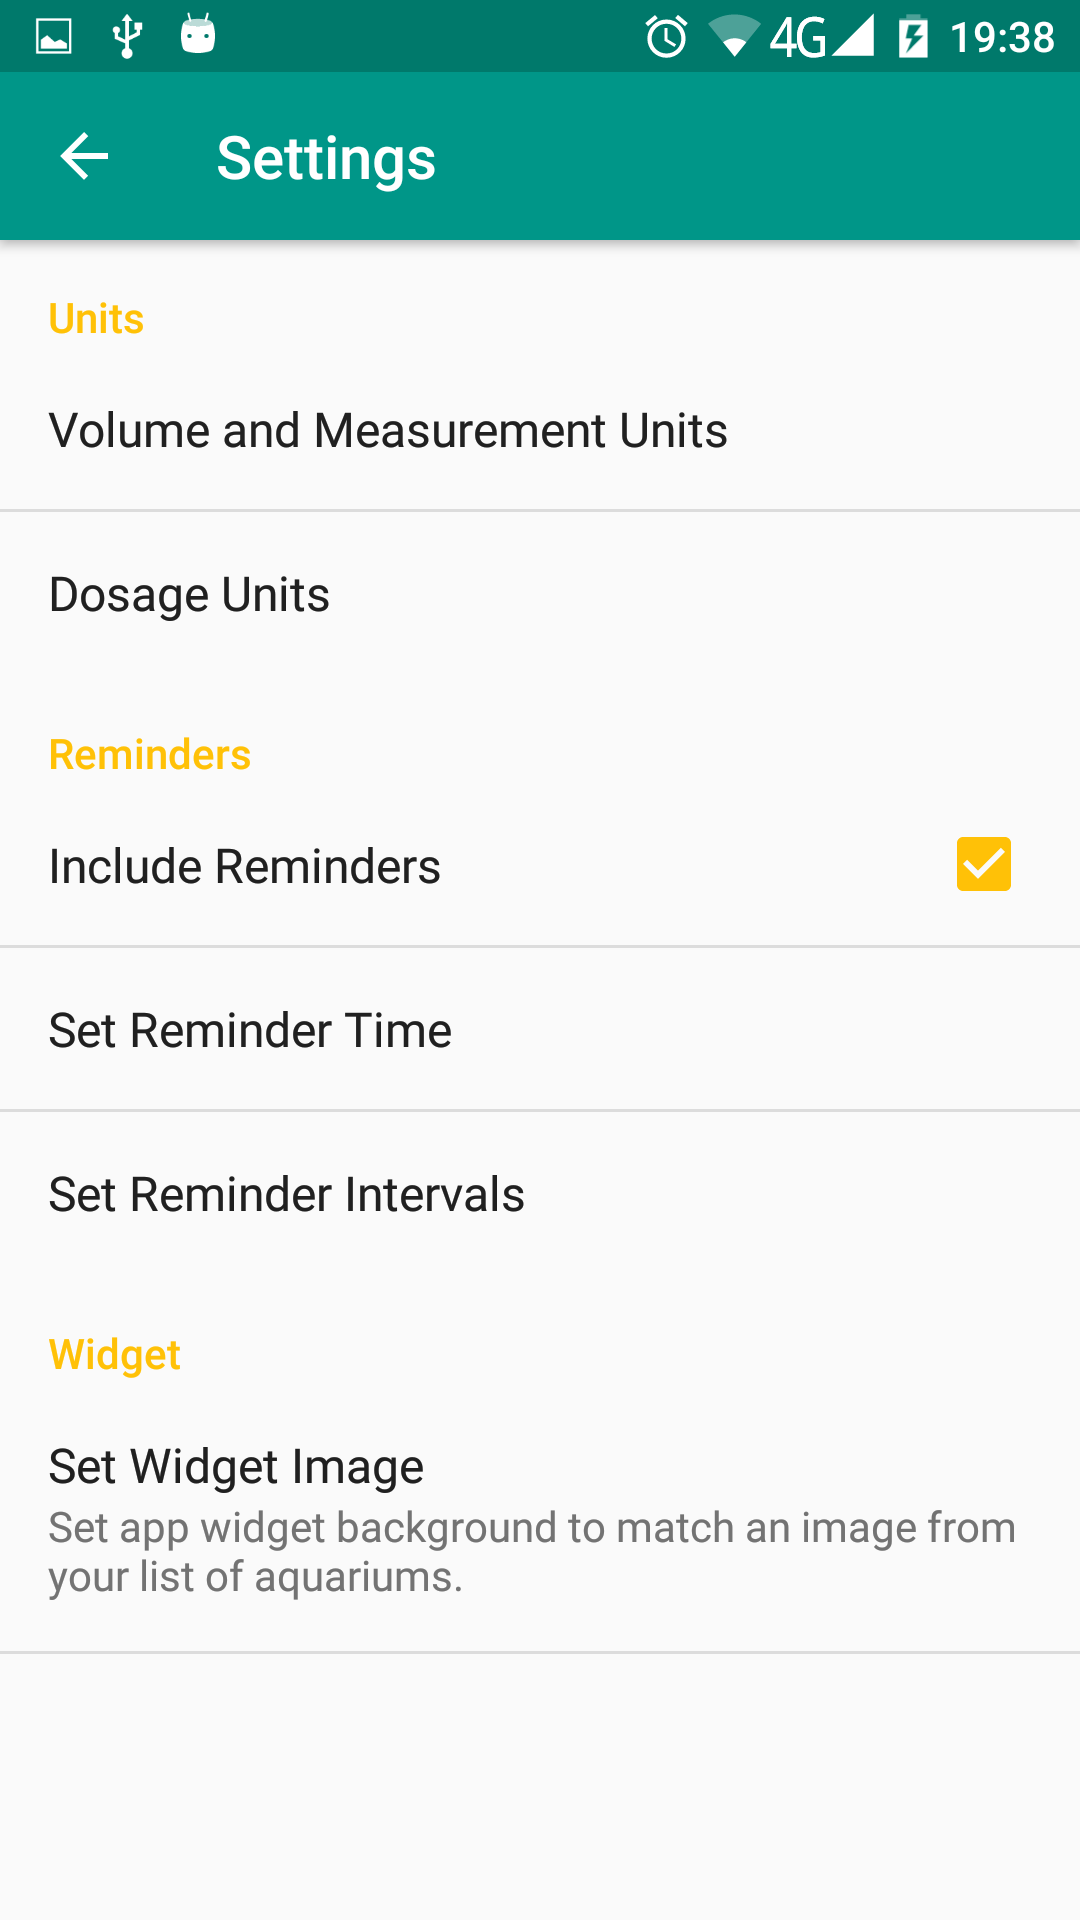 4G 19:38
Settings
Units
Volume and Measurement Units
Dosage Units
Reminders
Include Reminders
Set Reminder Time
Set Reminder Intervals
Widget
Set Widget Image
Set app widget background to match an image from
your list of aquariums.